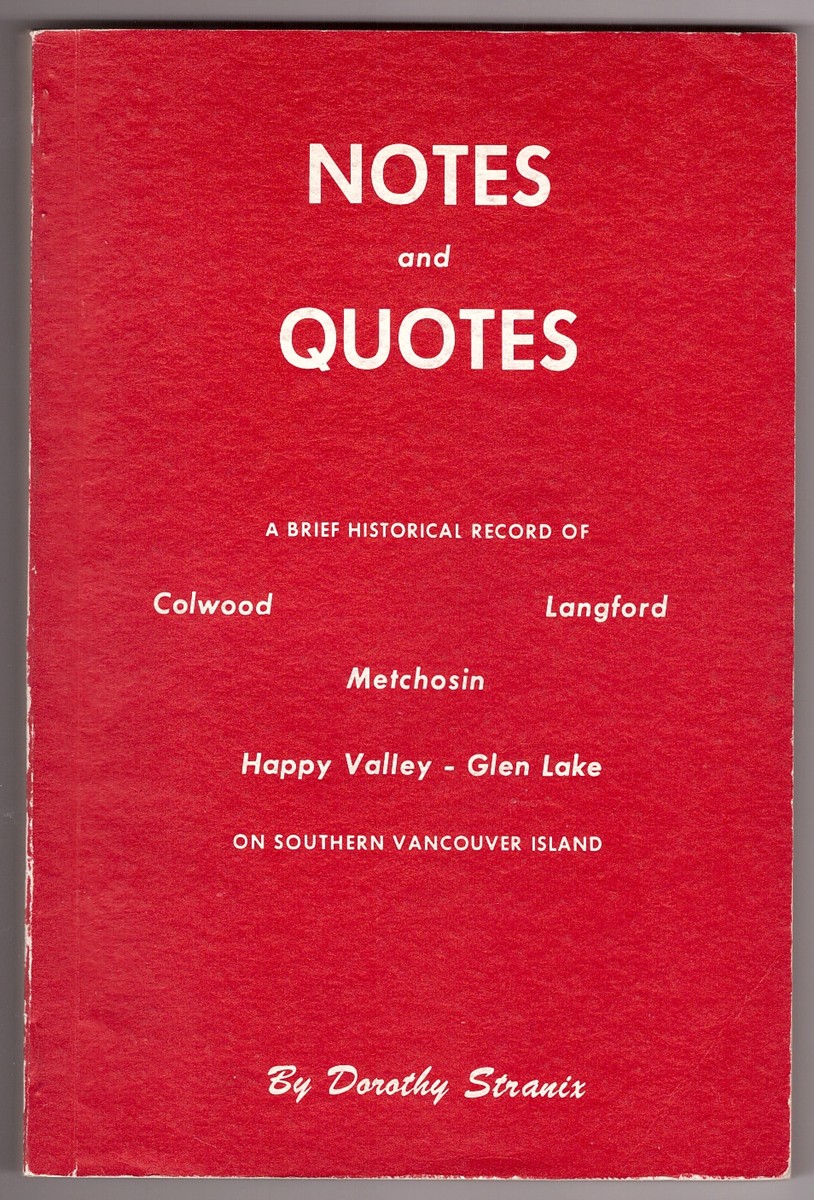 NOTES
and
QUOTES
A BRIEF HISTORICAL RECORD OF
Colwood Langford
Metchosin
Happy Valley - Glen Lake
ON SOUTHERN VANCOUVER ISLAND
By Dorothy Stranix